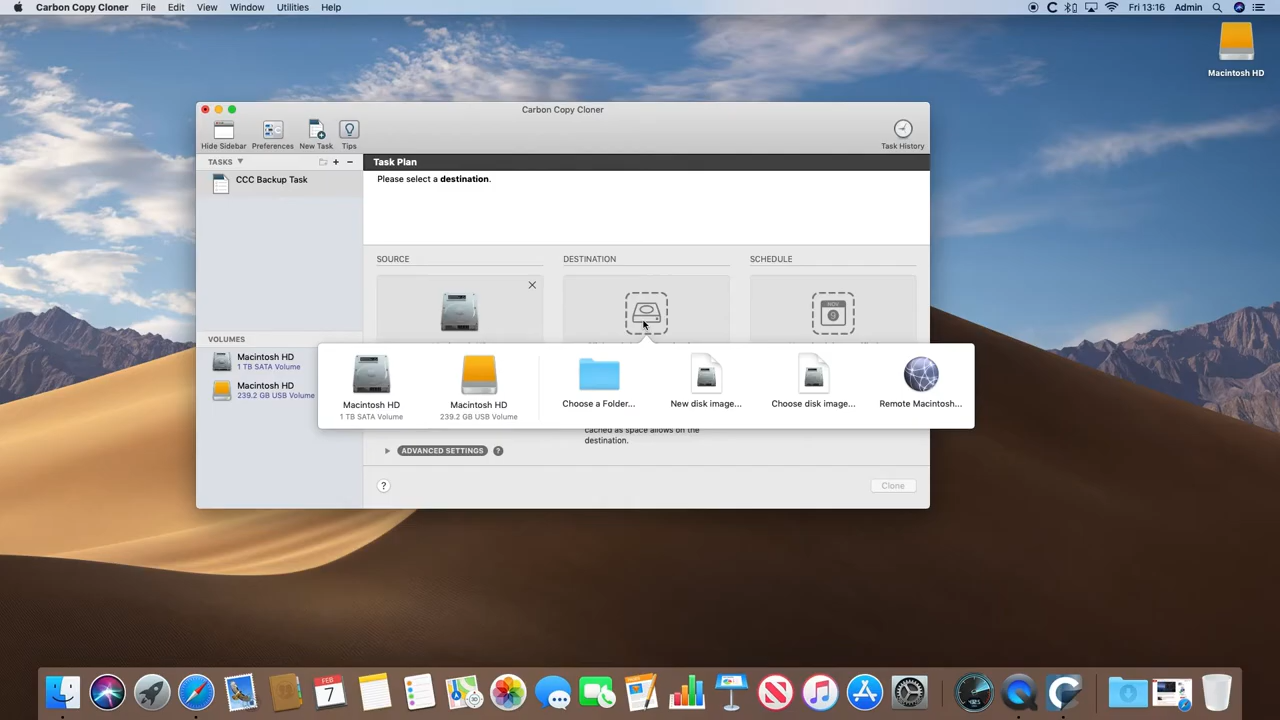 Carbon Copy Cloner File Edit View Window Utilities Help Fri 13:16 Admin
Macintosh HD
Carbon Copy Cloner
Hide Sidebar Preferences New Task Tips Task History
TASKS
CCC Backup Task
Task Plan
Please select a destination.
SOURCE DESTINATION SCHEDULE
NOV
9
VOLUMES
Macintosh HD
1 TB SATA Volume
Macintosh HD
239.2 GB USB Volume
Macintosh HD
1 TB SATA Volume
Macintosh HD
239.2 GB USB Volume
Choose a Folder...
New disk image...
Choose disk image...
Remote Macintosh...
cached as space allows on the
destination.
ADVANCED SETTINGS ?
? Clone
FEB
7